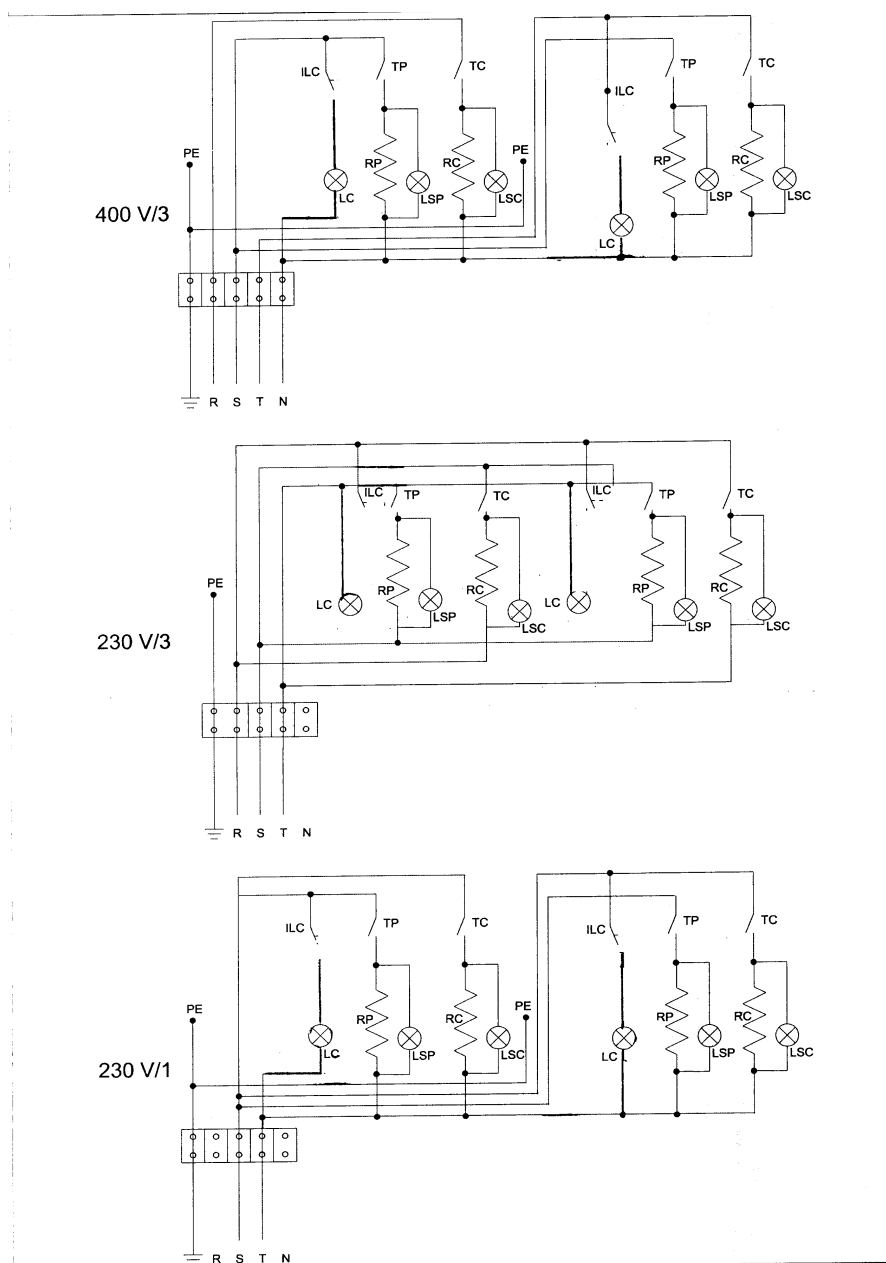 ILC TP TC ILC TP TC
PE RP RC PE RP RC
LC LSP LSC LC LSP LSC
400 V/3
R S T N
ILC TP TC ILC TP TC
PE LC RP LSP RC LSC LC RP LSP RC LSC
230 V/3
R S T N
ILC TP TC ILC TP TC
PE RP RC PE RP RC
LC LSP LSC LC LSP LSC
230 V/1
R S T N